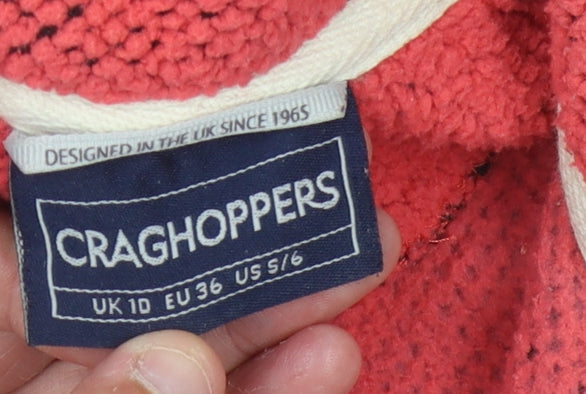 DESIGNED IN THE UK SINCE 1965
CRAGHOPPERS
UK 10 EU 36 US S/6